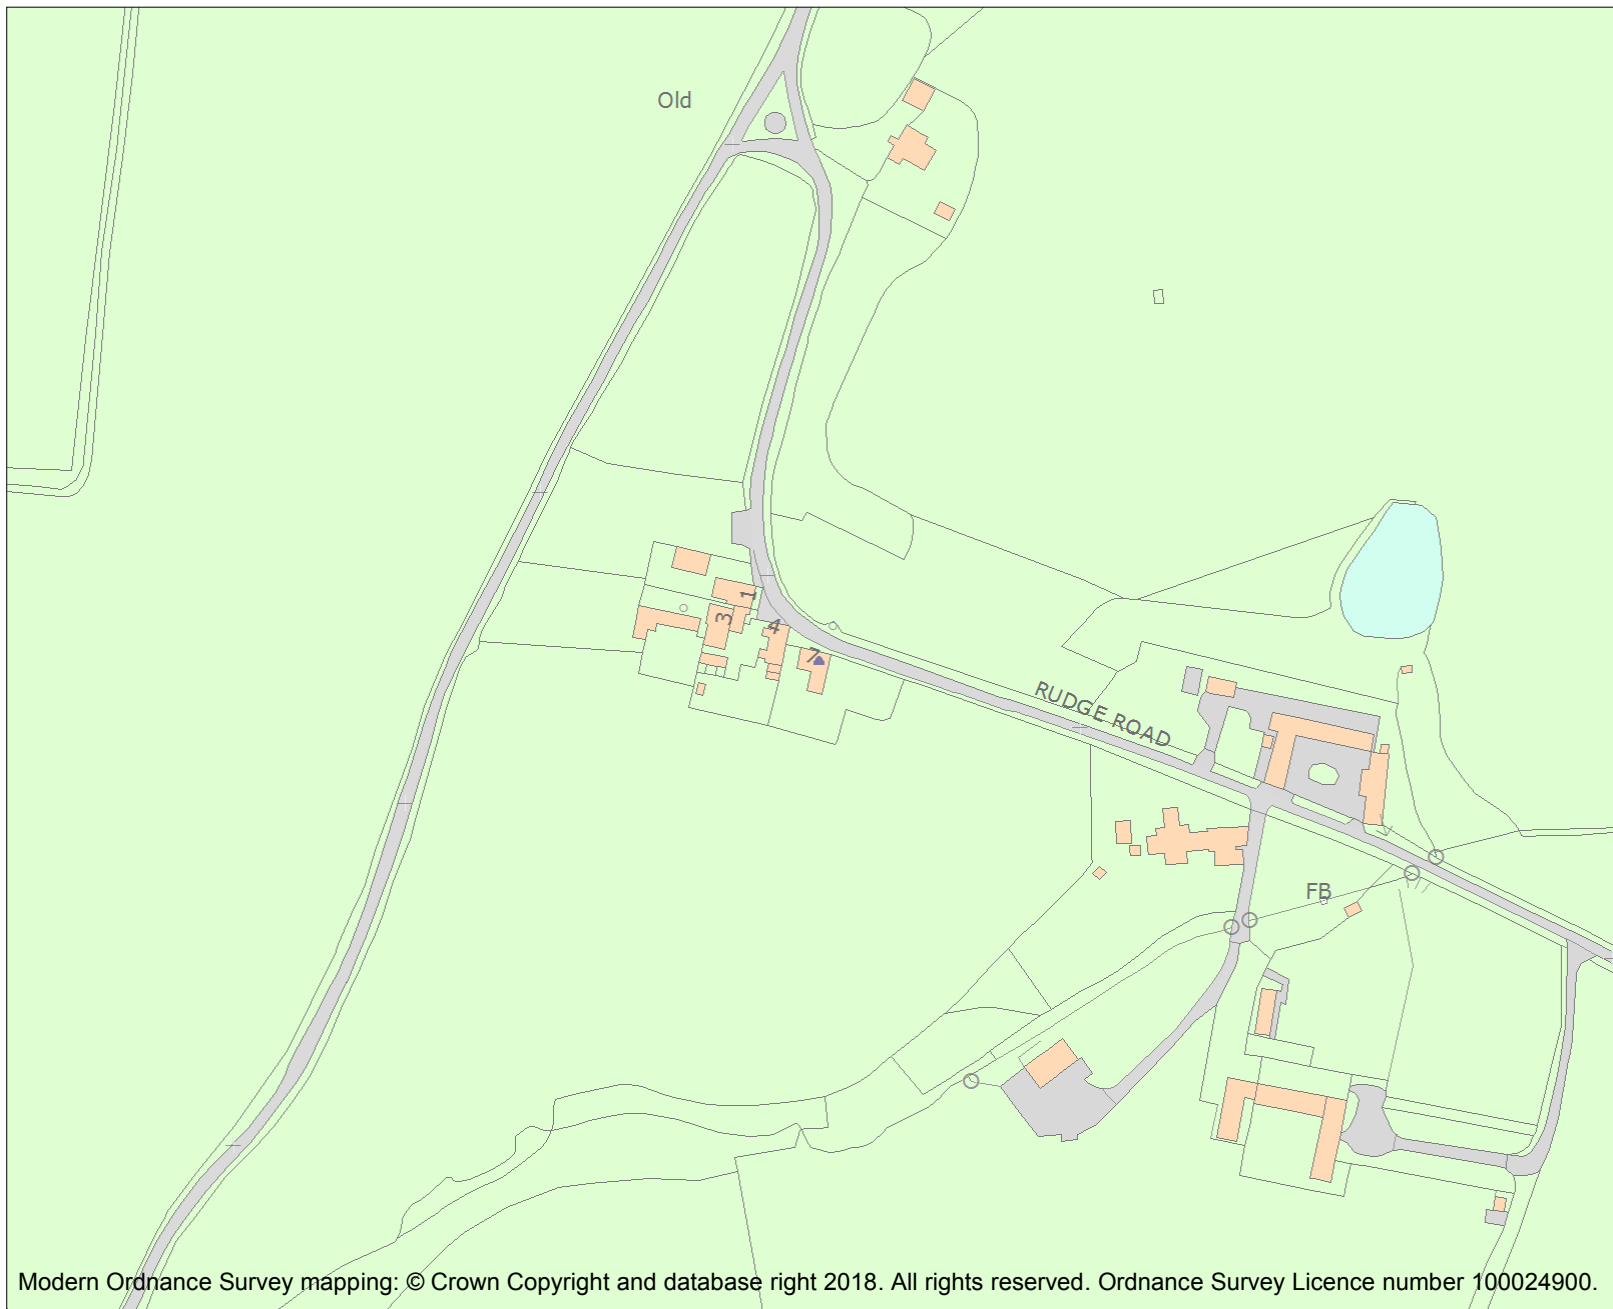 Old
1
3
4
7
RUDGE ROAD
FB
Modern Ordnance Survey mapping: © Crown Copyright and database right 2018. All rights reserved. Ordnance Survey Licence number 100024900.